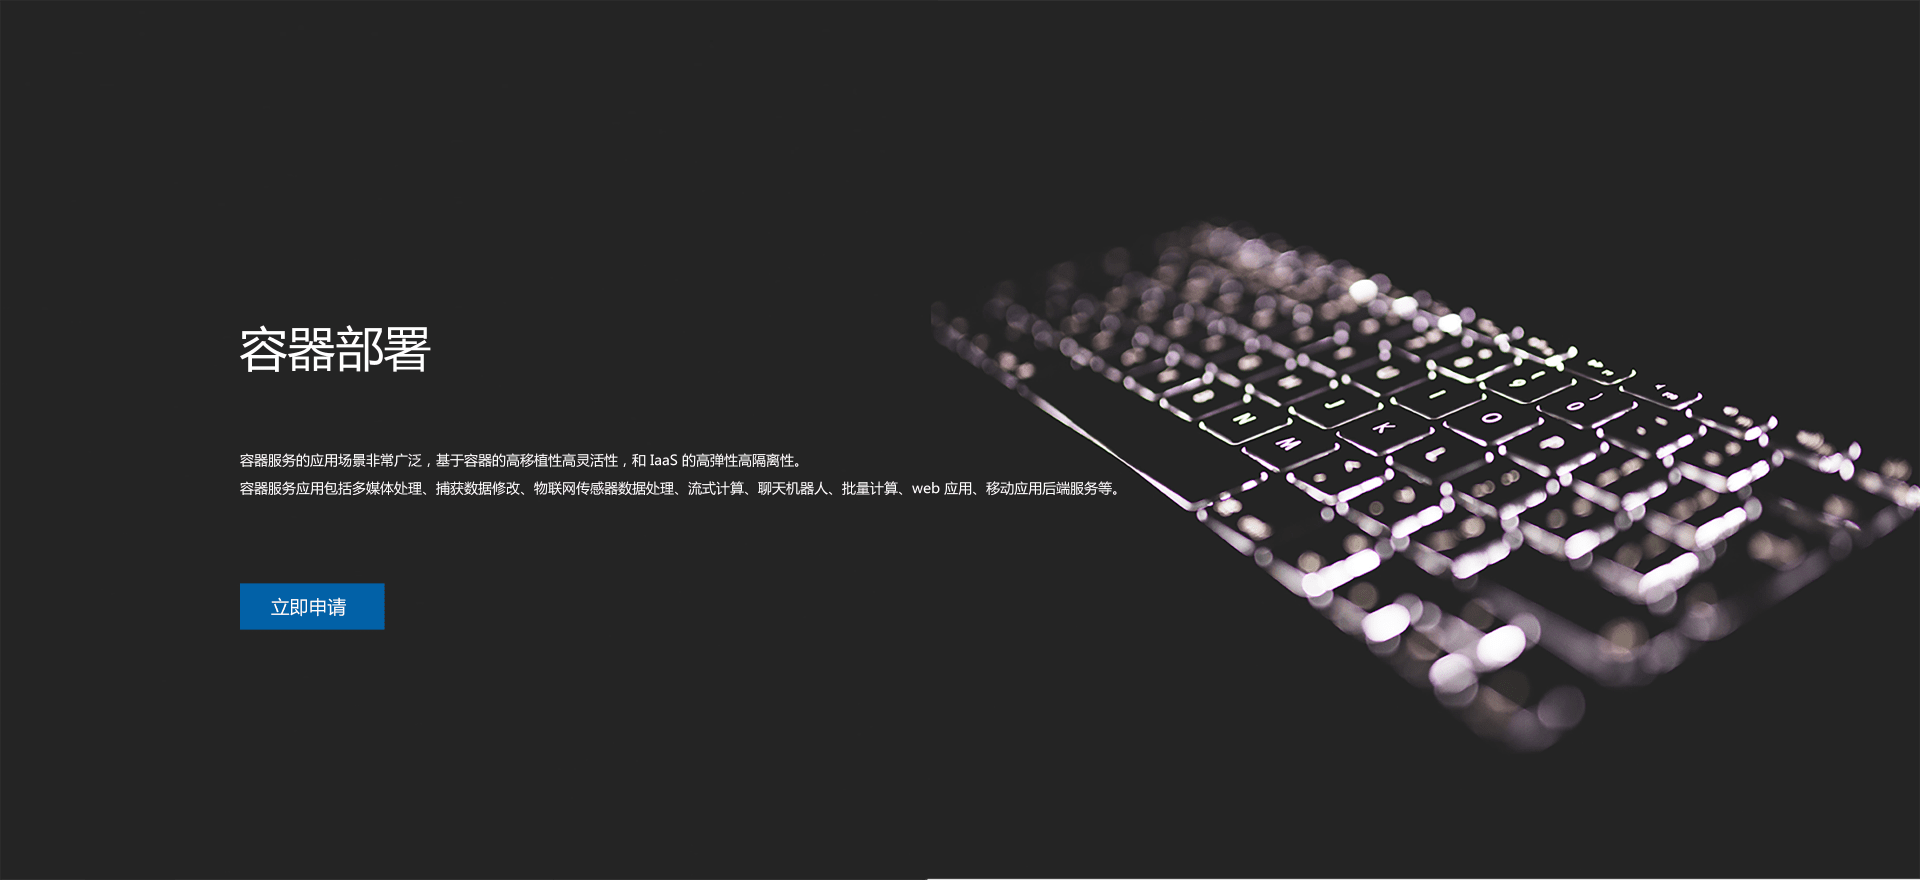 容器部署
容器服务的应用场景非常广泛，基于容器的高移植性高灵活性，和 IaaS 的高弹性高隔离性。
容器服务应用包括多媒体处理、捕获数据修改、物联网传感器数据处理、流式计算、聊天机器人、批量计算、web 应用、移动应用后端服务等。
立即申请
N
M
K
O